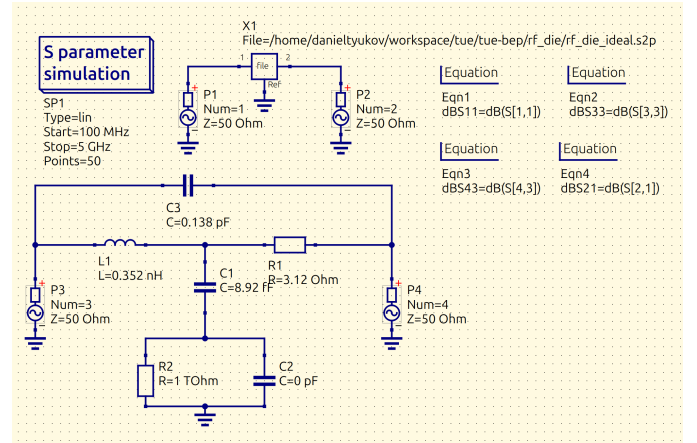 X1
File=/home/danieltyukov/workspace/tue/tue-bep/rf_die/rf_die_ideal.s2p
S parameter
simulation
1
file
2
Ref
SP1
Type=lin
Start=100 MHz
Stop=5 GHz
Points=50
+
P1
Num=1
Z=50 Ohm
−
+
P2
Num=2
Z=50 Ohm
−
Equation
Eqn1
dBS11=dB(S[1,1])
Equation
Eqn2
dBS33=dB(S[3,3])
Equation
Eqn3
dBS43=dB(S[4,3])
Equation
Eqn4
dBS21=dB(S[2,1])
C3
C=0.138 pF
L1
L=0.352 nH
C1
C=8.92 fF
R1
R=3.12 Ohm
+
P3
Num=3
Z=50 Ohm
−
+
P4
Num=4
Z=50 Ohm
−
R2
R=1 TOhm
C2
C=0 pF